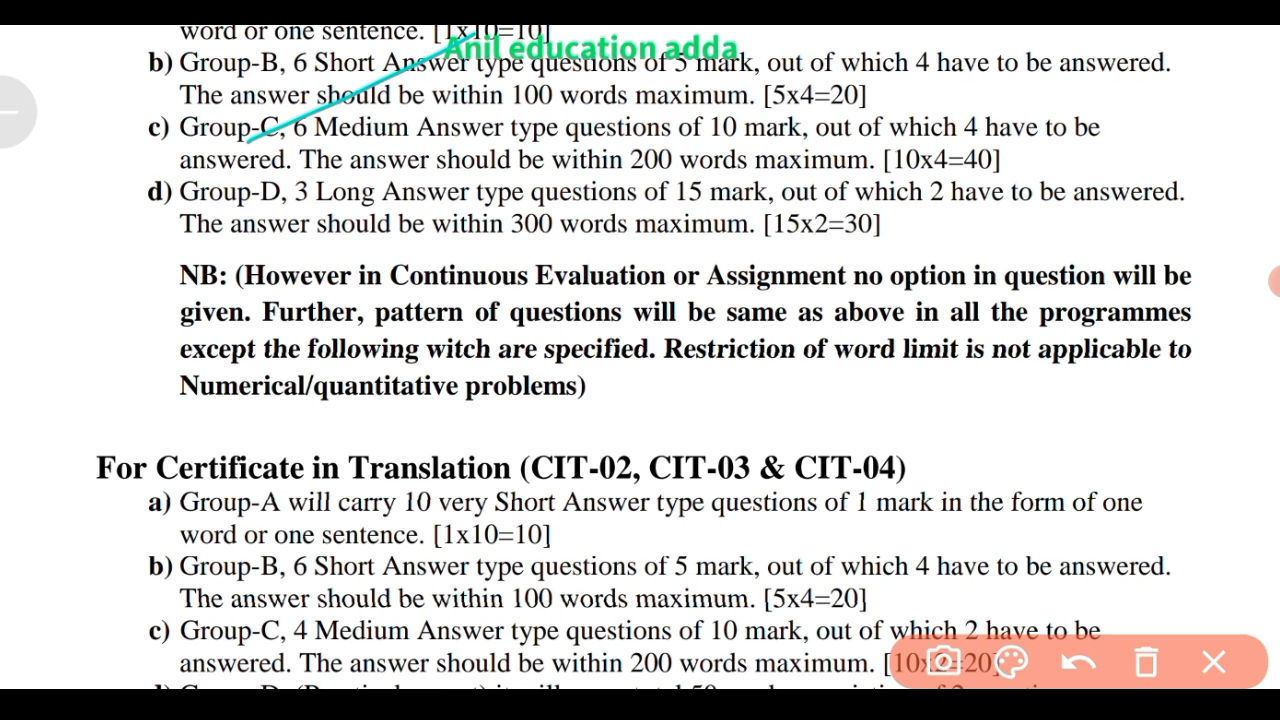 word or one sentence. [1x10=10]
Anil education adda
b) Group-B, 6 Short Answer type questions of 5 mark, out of which 4 have to be answered.
The answer should be within 100 words maximum. [5x4=20]
c) Group-C, 6 Medium Answer type questions of 10 mark, out of which 4 have to be
answered. The answer should be within 200 words maximum. [10x4=40]
d) Group-D, 3 Long Answer type questions of 15 mark, out of which 2 have to be answered.
The answer should be within 300 words maximum. [15x2=30]
NB: (However in Continuous Evaluation or Assignment no option in question will be
given. Further, pattern of questions will be same as above in all the programmes
except the following witch are specified. Restriction of word limit is not applicable to
Numerical/quantitative problems)
For Certificate in Translation (CIT-02, CIT-03 & CIT-04)
a) Group-A will carry 10 very Short Answer type questions of 1 mark in the form of one
word or one sentence. [1x10=10]
b) Group-B, 6 Short Answer type questions of 5 mark, out of which 4 have to be answered.
The answer should be within 100 words maximum. [5x4=20]
c) Group-C, 4 Medium Answer type questions of 10 mark, out of which 2 have to be
answered. The answer should be within 200 words maximum. [10x2=20]